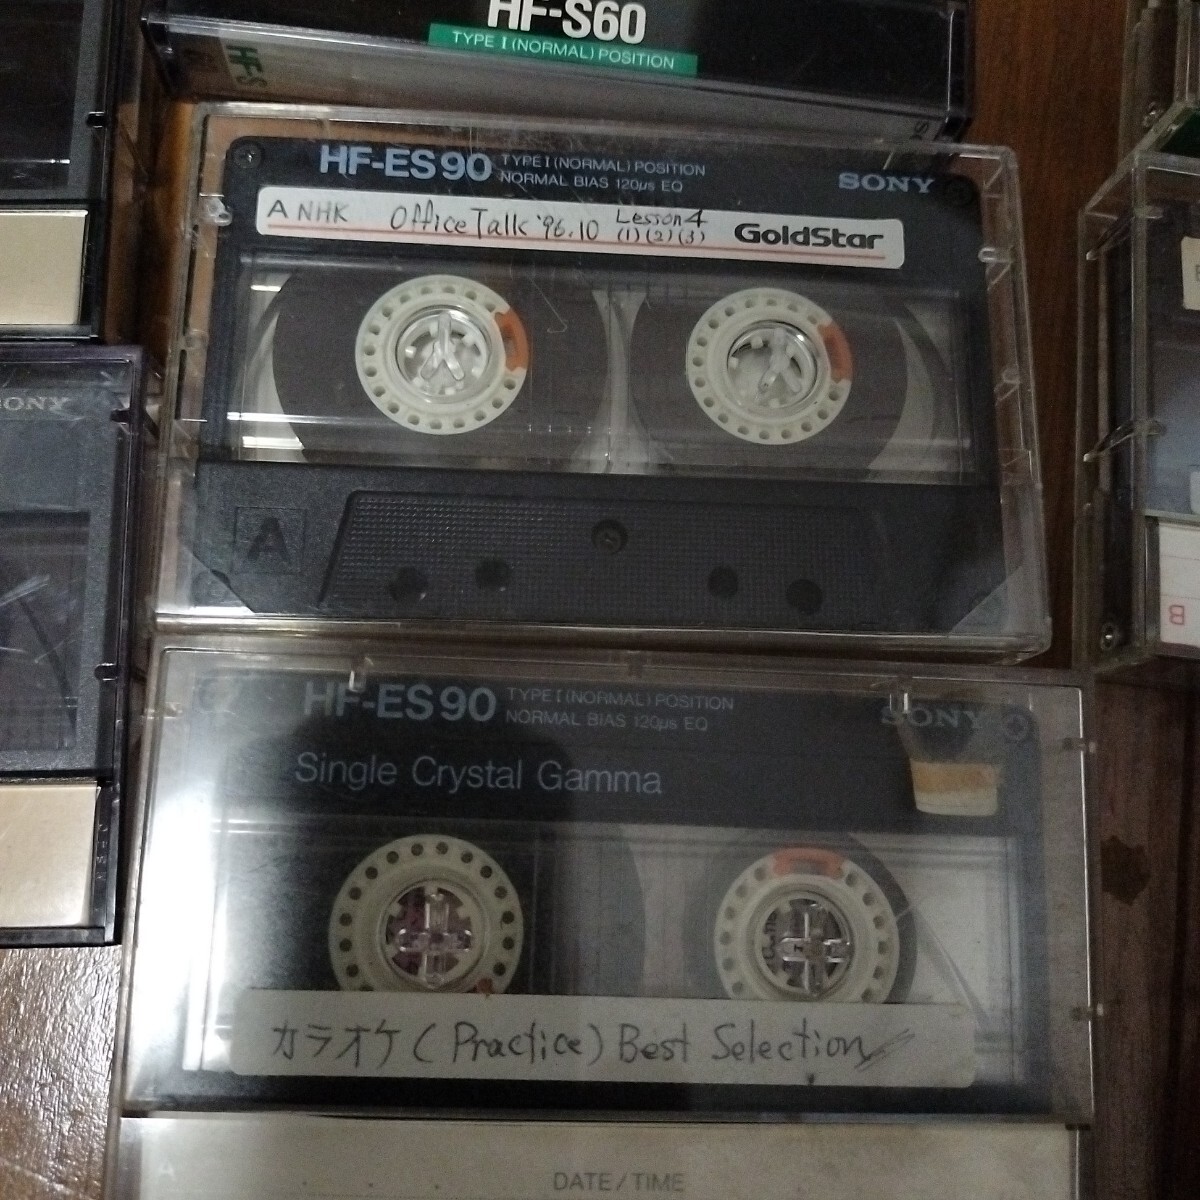 HF-S60
TYPE I (NORMAL) POSITION
HF-S
HF-ES90 TYPE I (NORMAL) POSITION
NORMAL BIAS 120μs EQ
SONY
A NHK Office Talk '96.10 Lesson 4
(1) (2) (3)
GoldStar
A
SONY
B
HF-ES90 TYPE I (NORMAL) POSITION
NORMAL BIAS 120μs EQ
SONY
Single Crystal Gamma
カラオケ (Practice) Best Selection
A
DATE/TIME